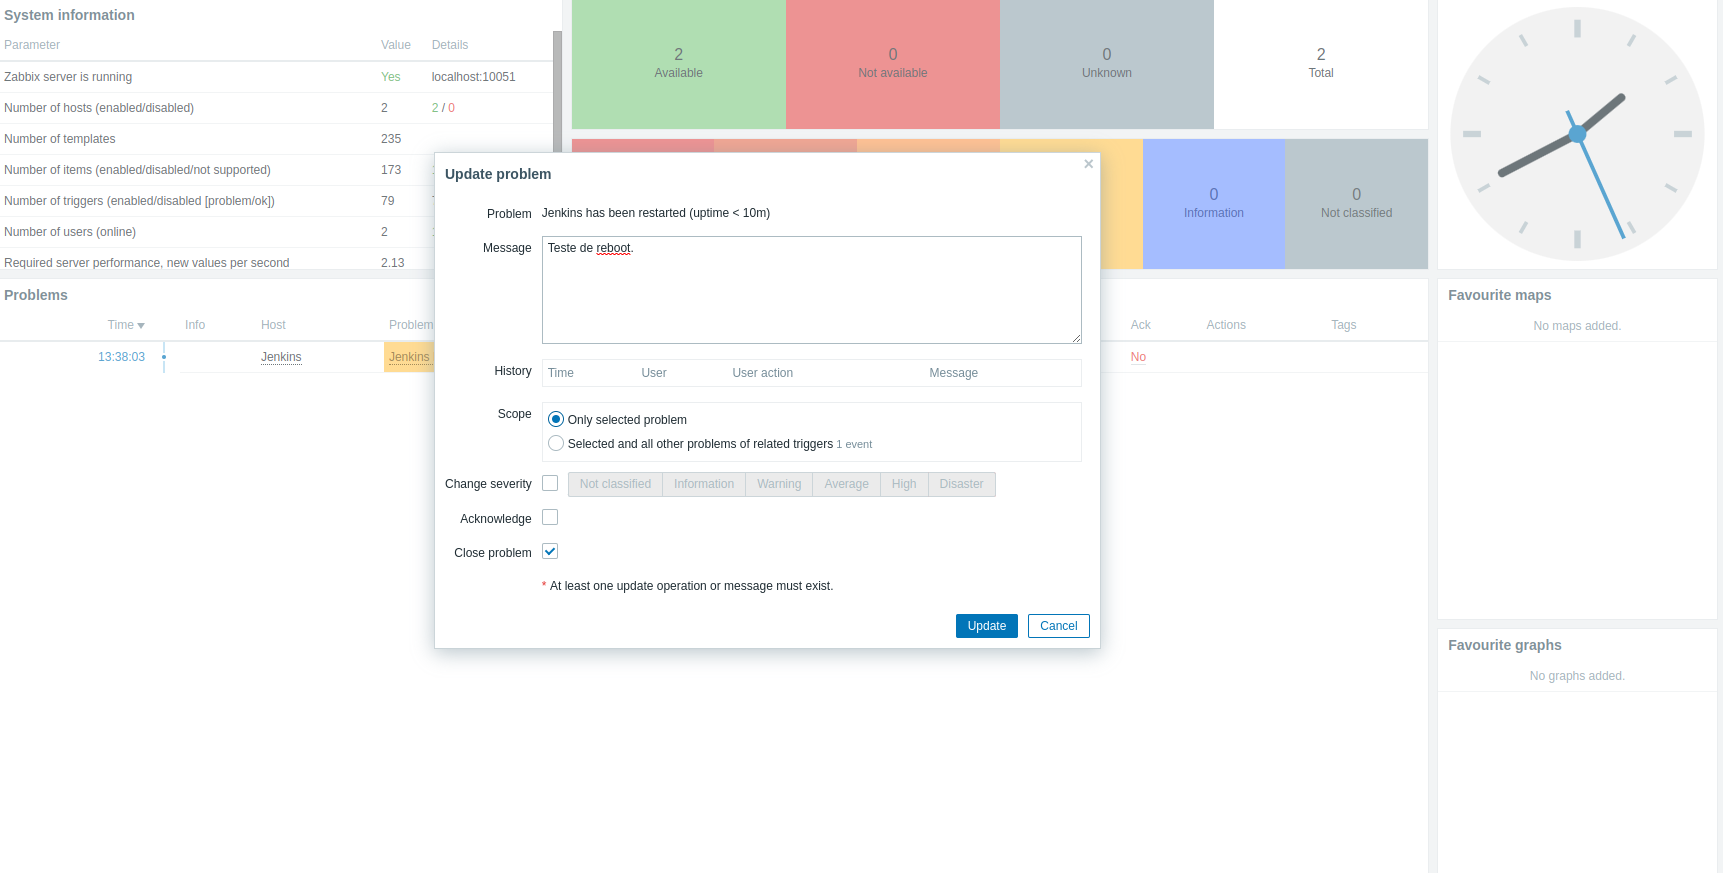 System information
Parameter Value Details
Zabbix server is running Yes localhost:10051
Number of hosts (enabled/disabled) 2 2 / 0
Number of templates 235
Number of items (enabled/disabled/not supported) 173
Number of triggers (enabled/disabled [problem/ok]) 79
Number of users (online) 2
Required server performance, new values per second 2.13
2 0 0 2
Available Not available Unknown Total
0 0
Information Not classified
Update problem
Problem Jenkins has been restarted (uptime < 10m)
Message Teste de reboot.
History Time User User action Message
Scope Only selected problem
Selected and all other problems of related triggers 1 event
Change severity Not classified Information Warning Average High Disaster
Acknowledge
Close problem
* At least one update operation or message must exist.
Update Cancel
Problems
Time Info Host Problem Ack Actions Tags
13:38:03 Jenkins Jenkins No
Favourite maps
No maps added.
Favourite graphs
No graphs added.